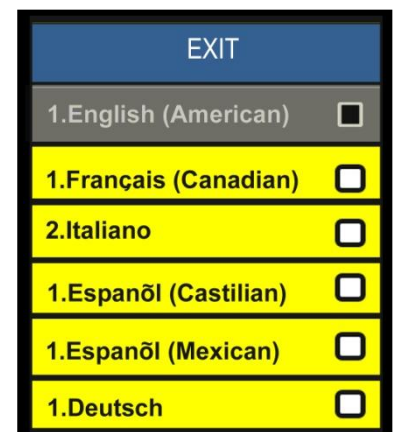 EXIT
1.English (American)
1.Français (Canadian)
2.Italiano
1.Espanõl (Castilian)
1.Espanõl (Mexican)
1.Deutsch